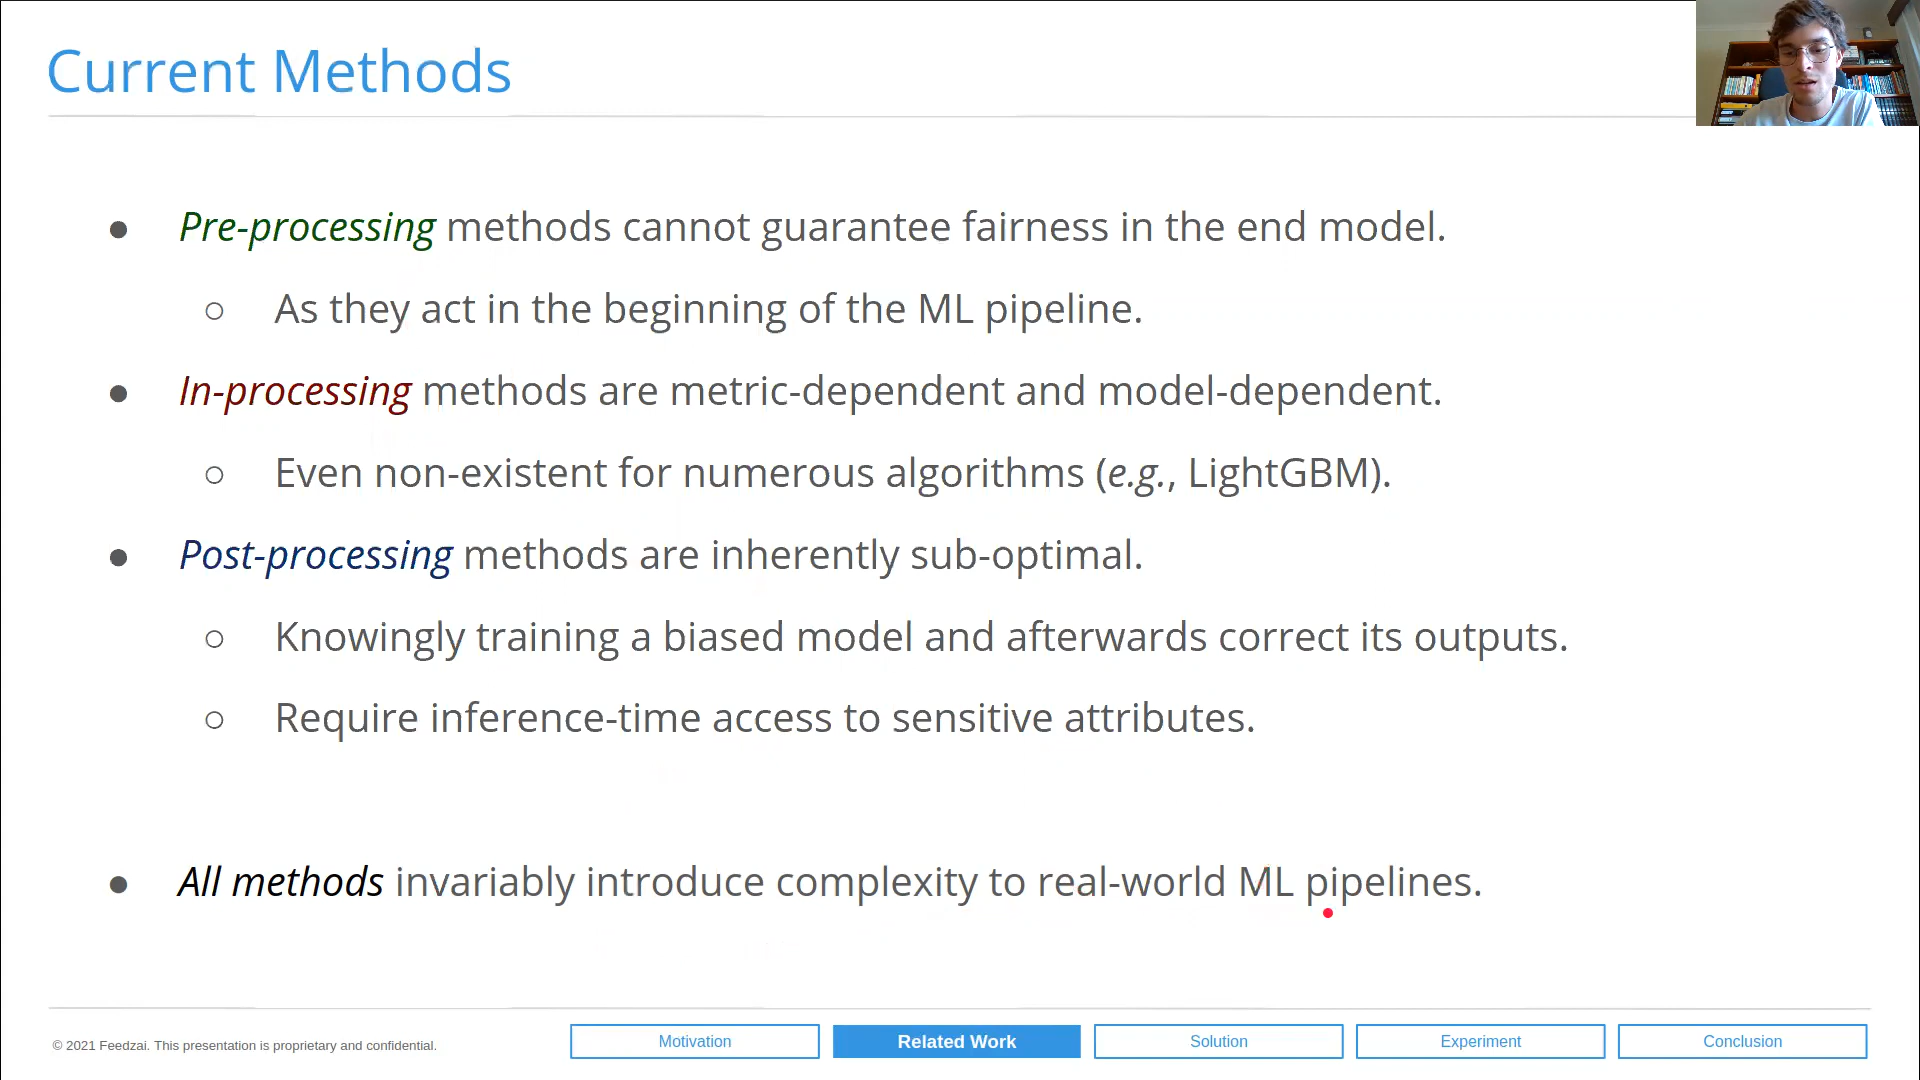 Current Methods
● Pre-processing methods cannot guarantee fairness in the end model.
○ As they act in the beginning of the ML pipeline.
● In-processing methods are metric-dependent and model-dependent.
○ Even non-existent for numerous algorithms (e.g., LightGBM).
● Post-processing methods are inherently sub-optimal.
○ Knowingly training a biased model and afterwards correct its outputs.
○ Require inference-time access to sensitive attributes.
● All methods invariably introduce complexity to real-world ML pipelines.
© 2021 Feedzai. This presentation is proprietary and confidential.
Motivation
Related Work
Solution
Experiment
Conclusion